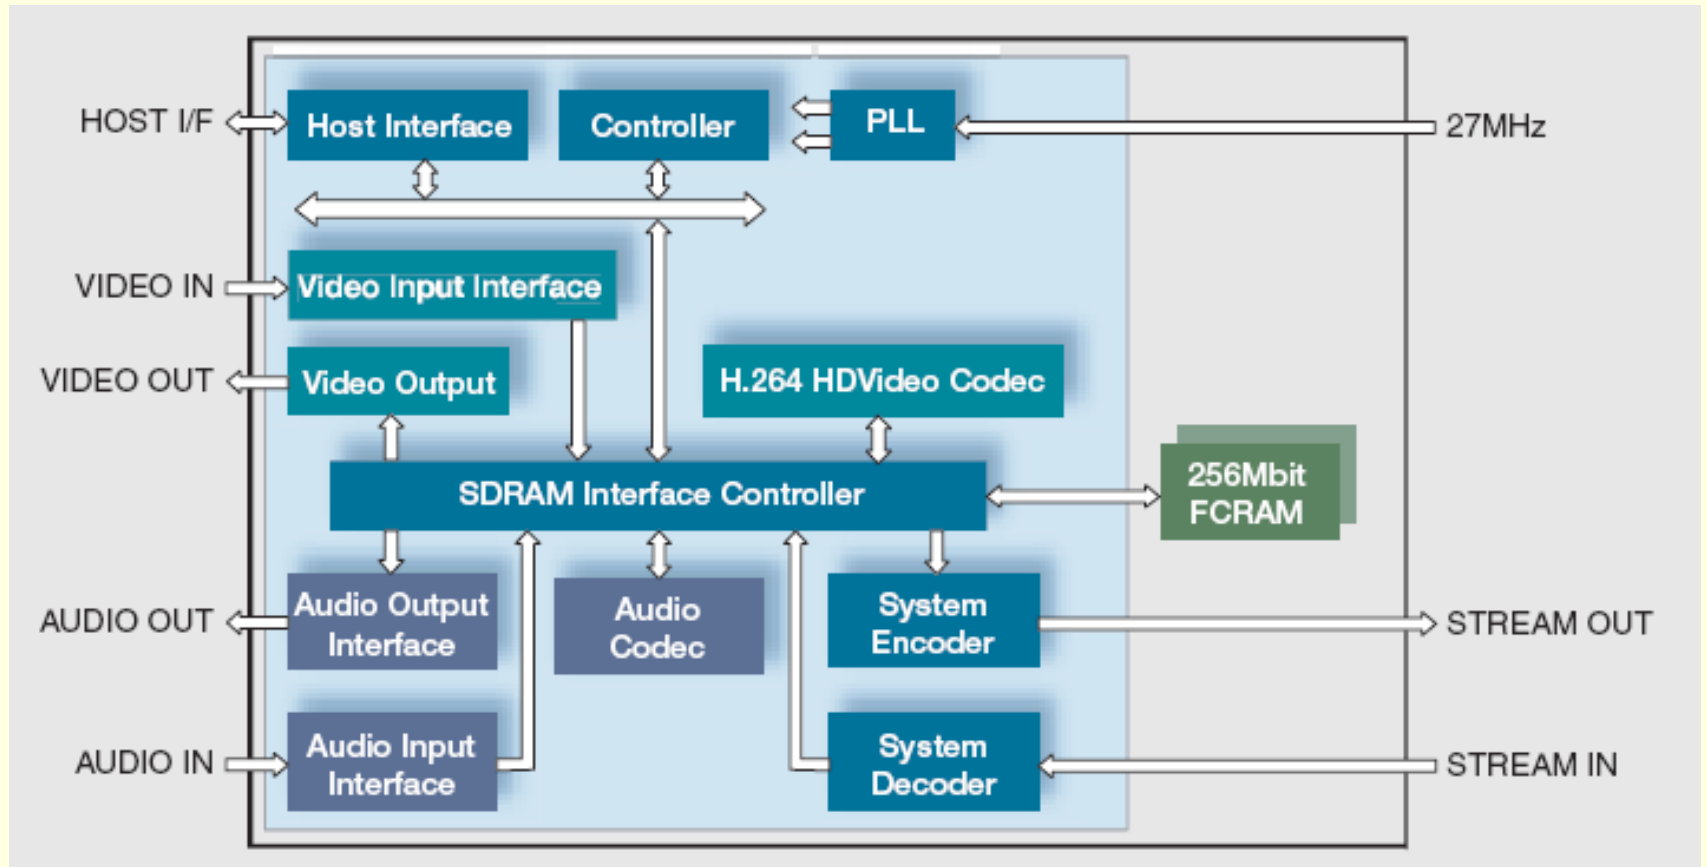 HOST I/F
Host Interface
Controller
PLL
27MHz
VIDEO IN
Video Input Interface
VIDEO OUT
Video Output
H.264 HDVideo Codec
SDRAM Interface Controller
256Mbit
FCRAM
AUDIO OUT
Audio Output
Interface
Audio
Codec
System
Encoder
STREAM OUT
AUDIO IN
Audio Input
Interface
System
Decoder
STREAM IN